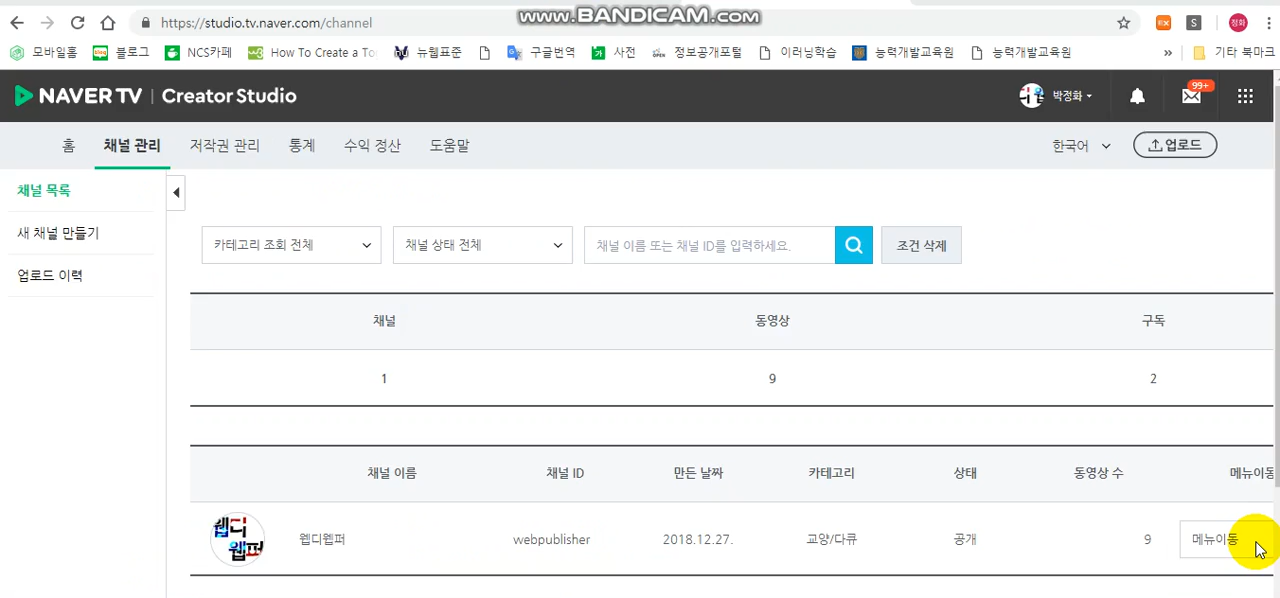 https://studio.tv.naver.com/channel
www.BANDICAM.com
S
정화
모바일홈 블로그 NCS카페 How To Create a To 뉴웹표준 구글번역 사전 정보공개포털 이러닝학습 능력개발교육원 능력개발교육원 » 기타 북마크
NAVER TV | Creator Studio
박정화
99+
홈 채널 관리 저작권 관리 통계 수익 정산 도움말 한국어 업로드
채널 목록
새 채널 만들기
업로드 이력
카테고리 조회 전체 채널 상태 전체 채널 이름 또는 채널 ID를 입력하세요. 조건 삭제
채널 동영상 구독
1 9 2
채널 이름 채널 ID 만든 날짜 카테고리 상태 동영상 수 메뉴이동
웹디
웹퍼
웹디웹퍼 webpublisher 2018.12.27. 교양/다큐 공개 9 메뉴이동